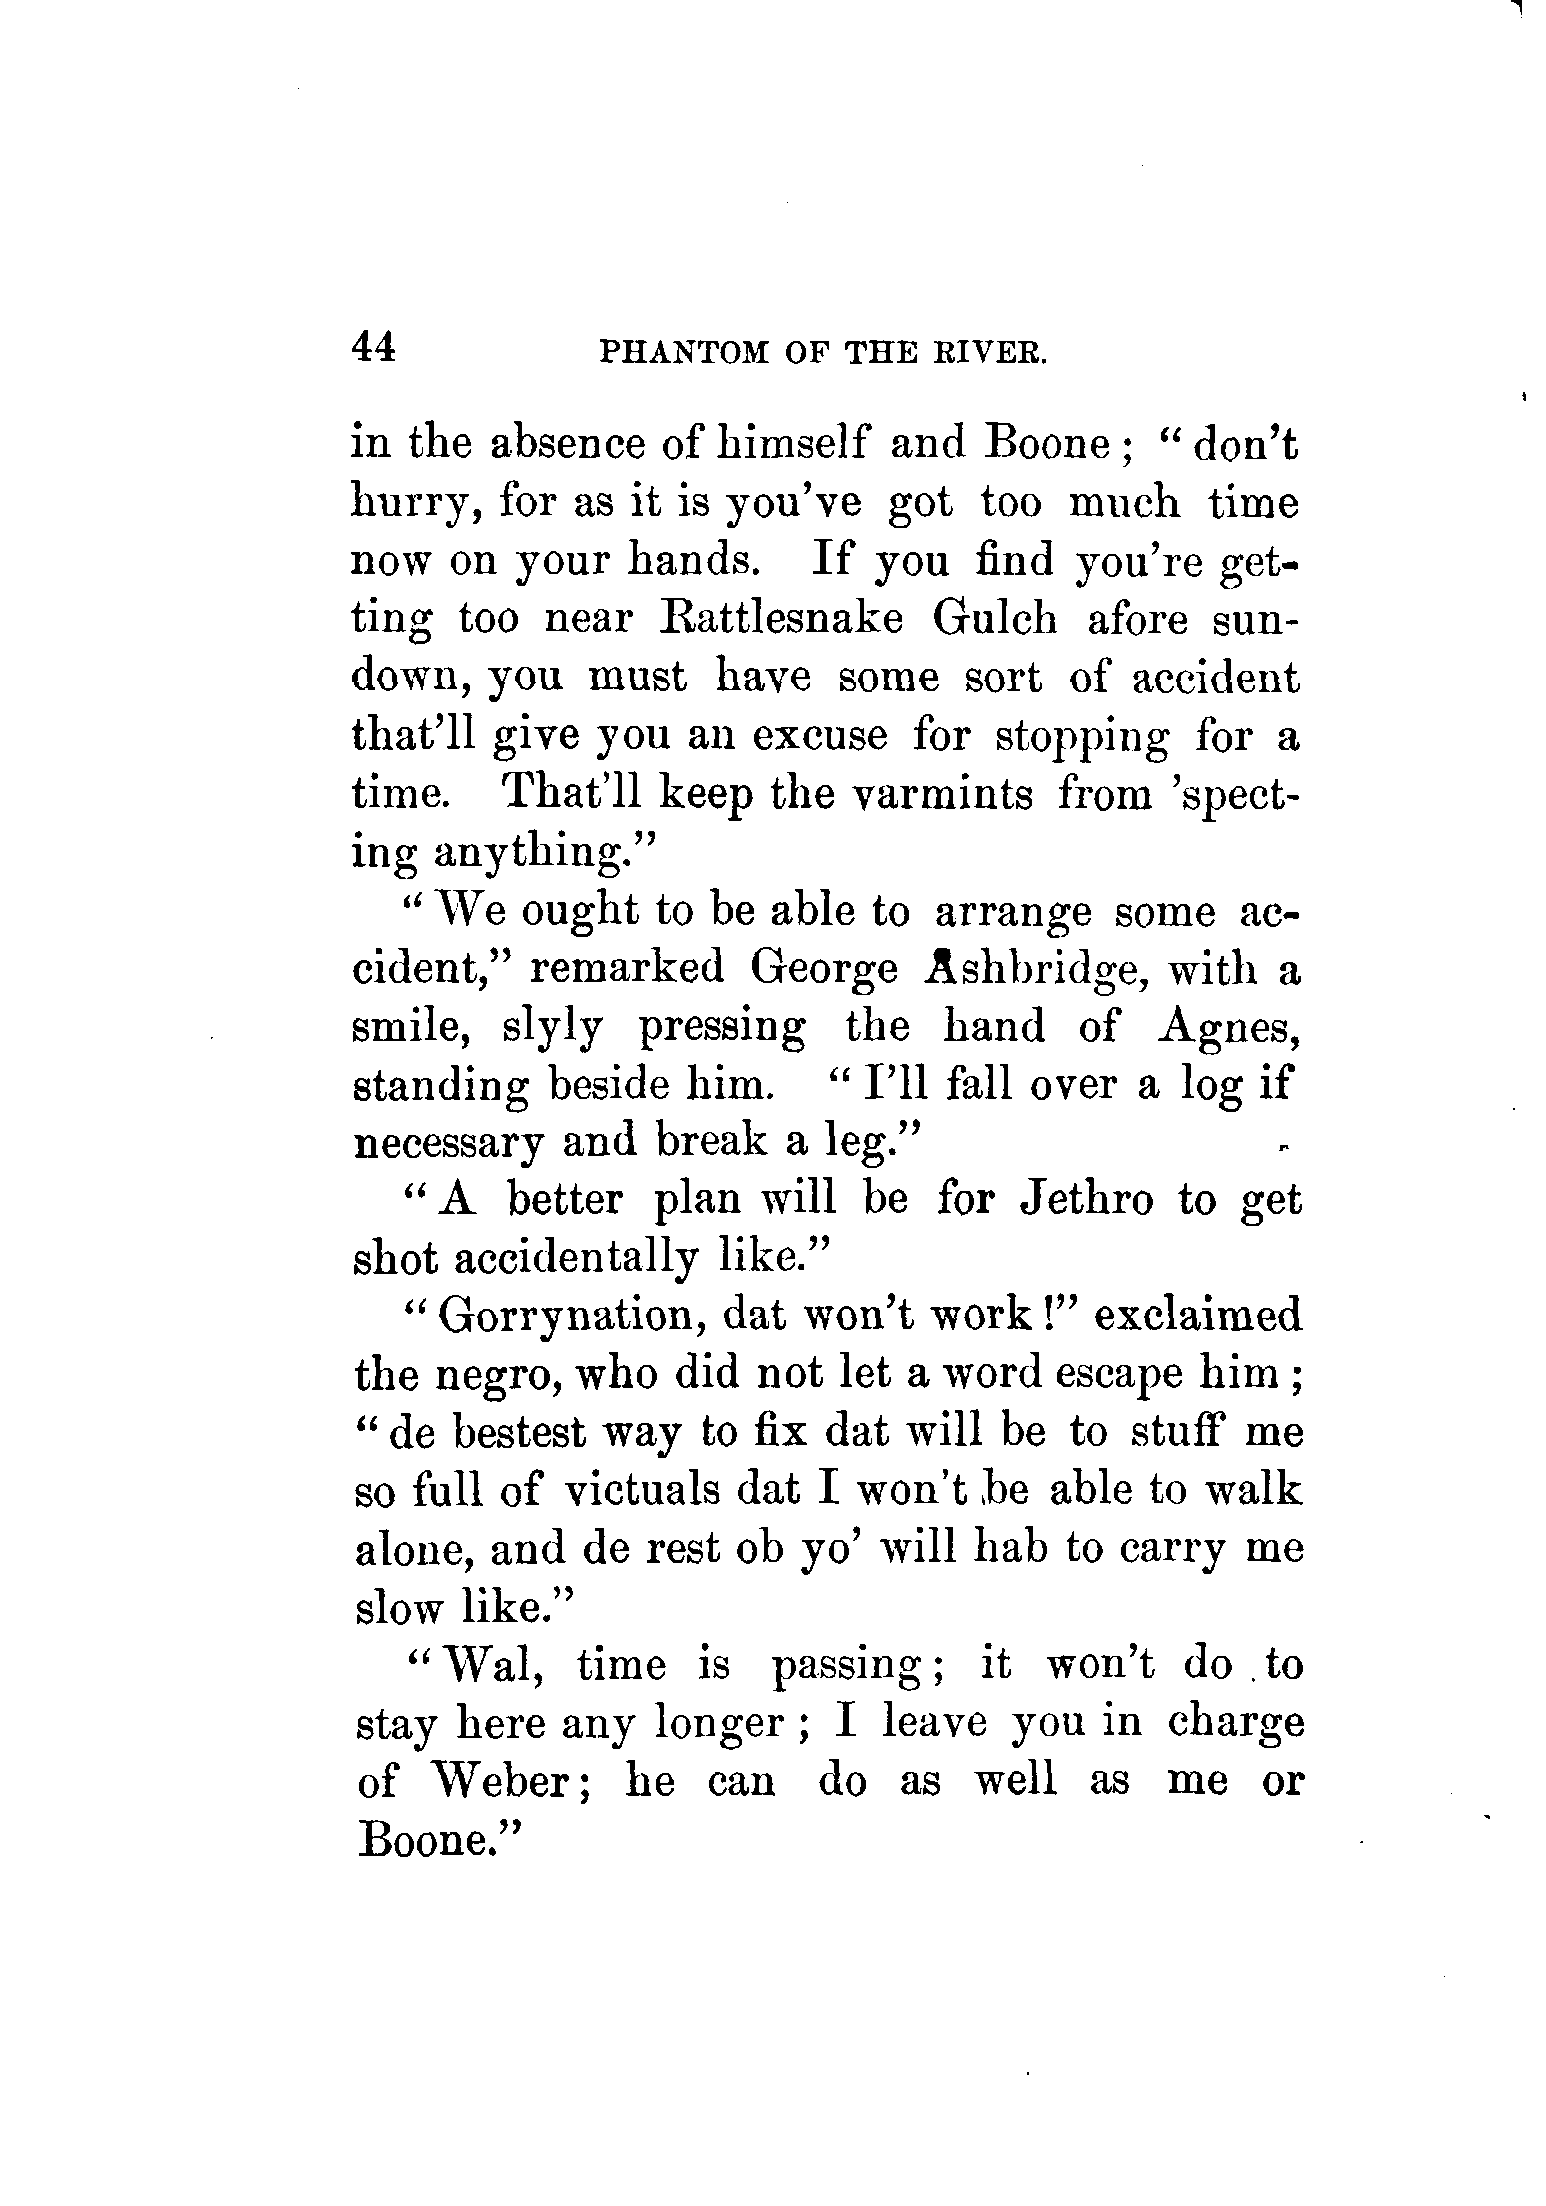 44 PHANTOM OF THE RIVER.
in the absence of himself and Boone; "don't
hurry, for as it is you've got too much time
now on your hands. If you find you're get-
ting too near Rattlesnake Gulch afore sun-
down, you must have some sort of accident
that'll give you an excuse for stopping for a
time. That'll keep the varmints from 'spect-
ing anything."
"We ought to be able to arrange some ac-
cident," remarked George Ashbridge, with a
smile, slyly pressing the hand of Agnes,
standing beside him. "I'll fall over a log if
necessary and break a leg."
"A better plan will be for Jethro to get
shot accidentally like."
"Gorrynation, dat won't work!" exclaimed
the negro, who did not let a word escape him;
"de bestest way to fix dat will be to stuff me
so full of victuals dat I won't be able to walk
alone, and de rest ob yo' will hab to carry me
slow like."
"Wal, time is passing; it won't do to
stay here any longer; I leave you in charge
of Weber; he can do as well as me or
Boone."